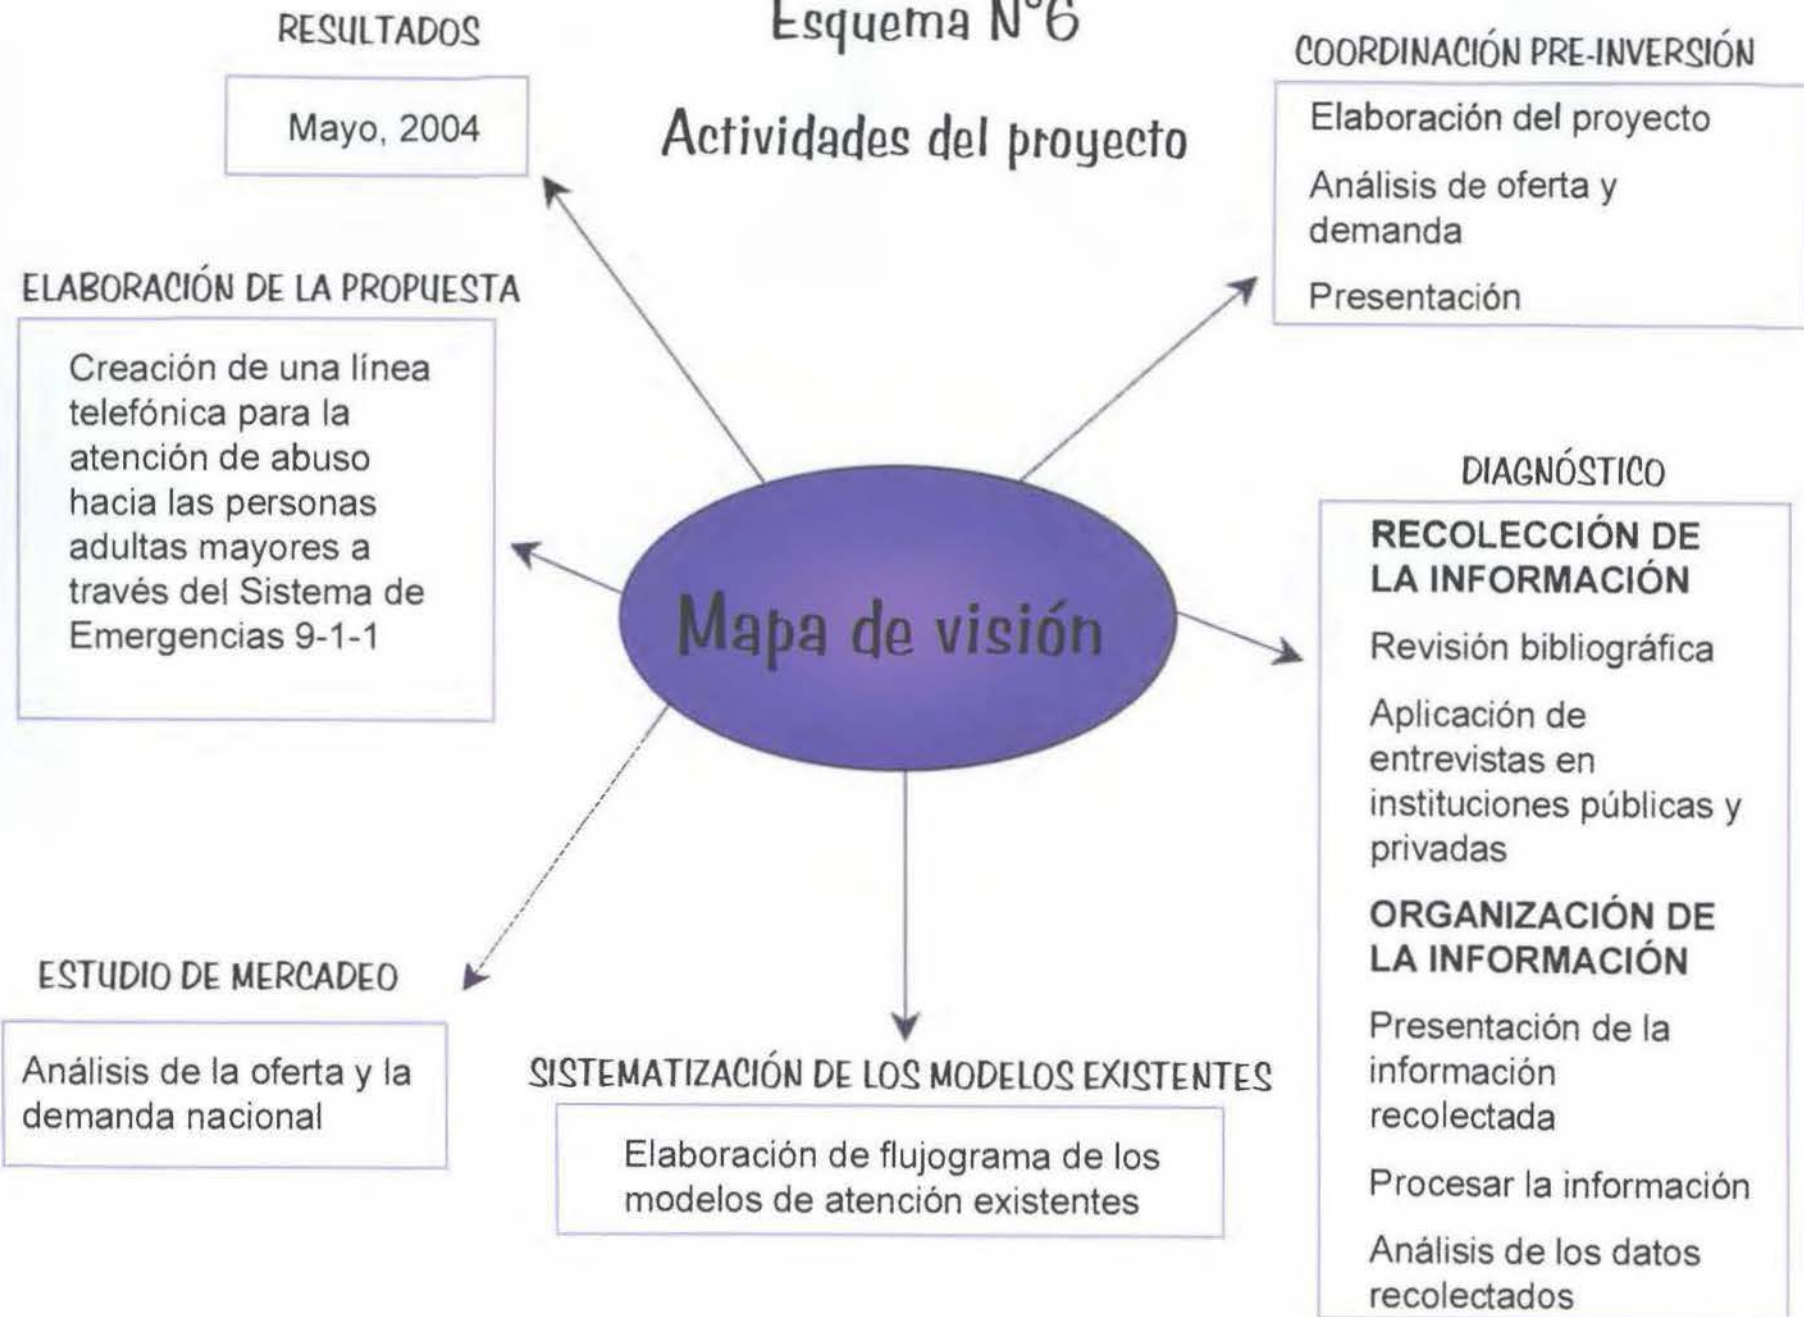 Esquema N°6
Actividades del proyecto
RESULTADOS
Mayo, 2004
COORDINACIÓN PRE-INVERSIÓN
Elaboración del proyecto
Análisis de oferta y
demanda
Presentación
ELABORACIÓN DE LA PROPUESTA
Creación de una línea
telefónica para la
atención de abuso
hacia las personas
adultas mayores a
través del Sistema de
Emergencias 9-1-1
Mapa de visión
DIAGNÓSTICO
RECOLECCIÓN DE
LA INFORMACIÓN
Revisión bibliográfica
Aplicación de
entrevistas en
instituciones públicas y
privadas
ORGANIZACIÓN DE
LA INFORMACIÓN
Presentación de la
información
recolectada
Procesar la información
Análisis de los datos
recolectados
ESTUDIO DE MERCADEO
Análisis de la oferta y la
demanda nacional
SISTEMATIZACIÓN DE LOS MODELOS EXISTENTES
Elaboración de flujograma de los
modelos de atención existentes